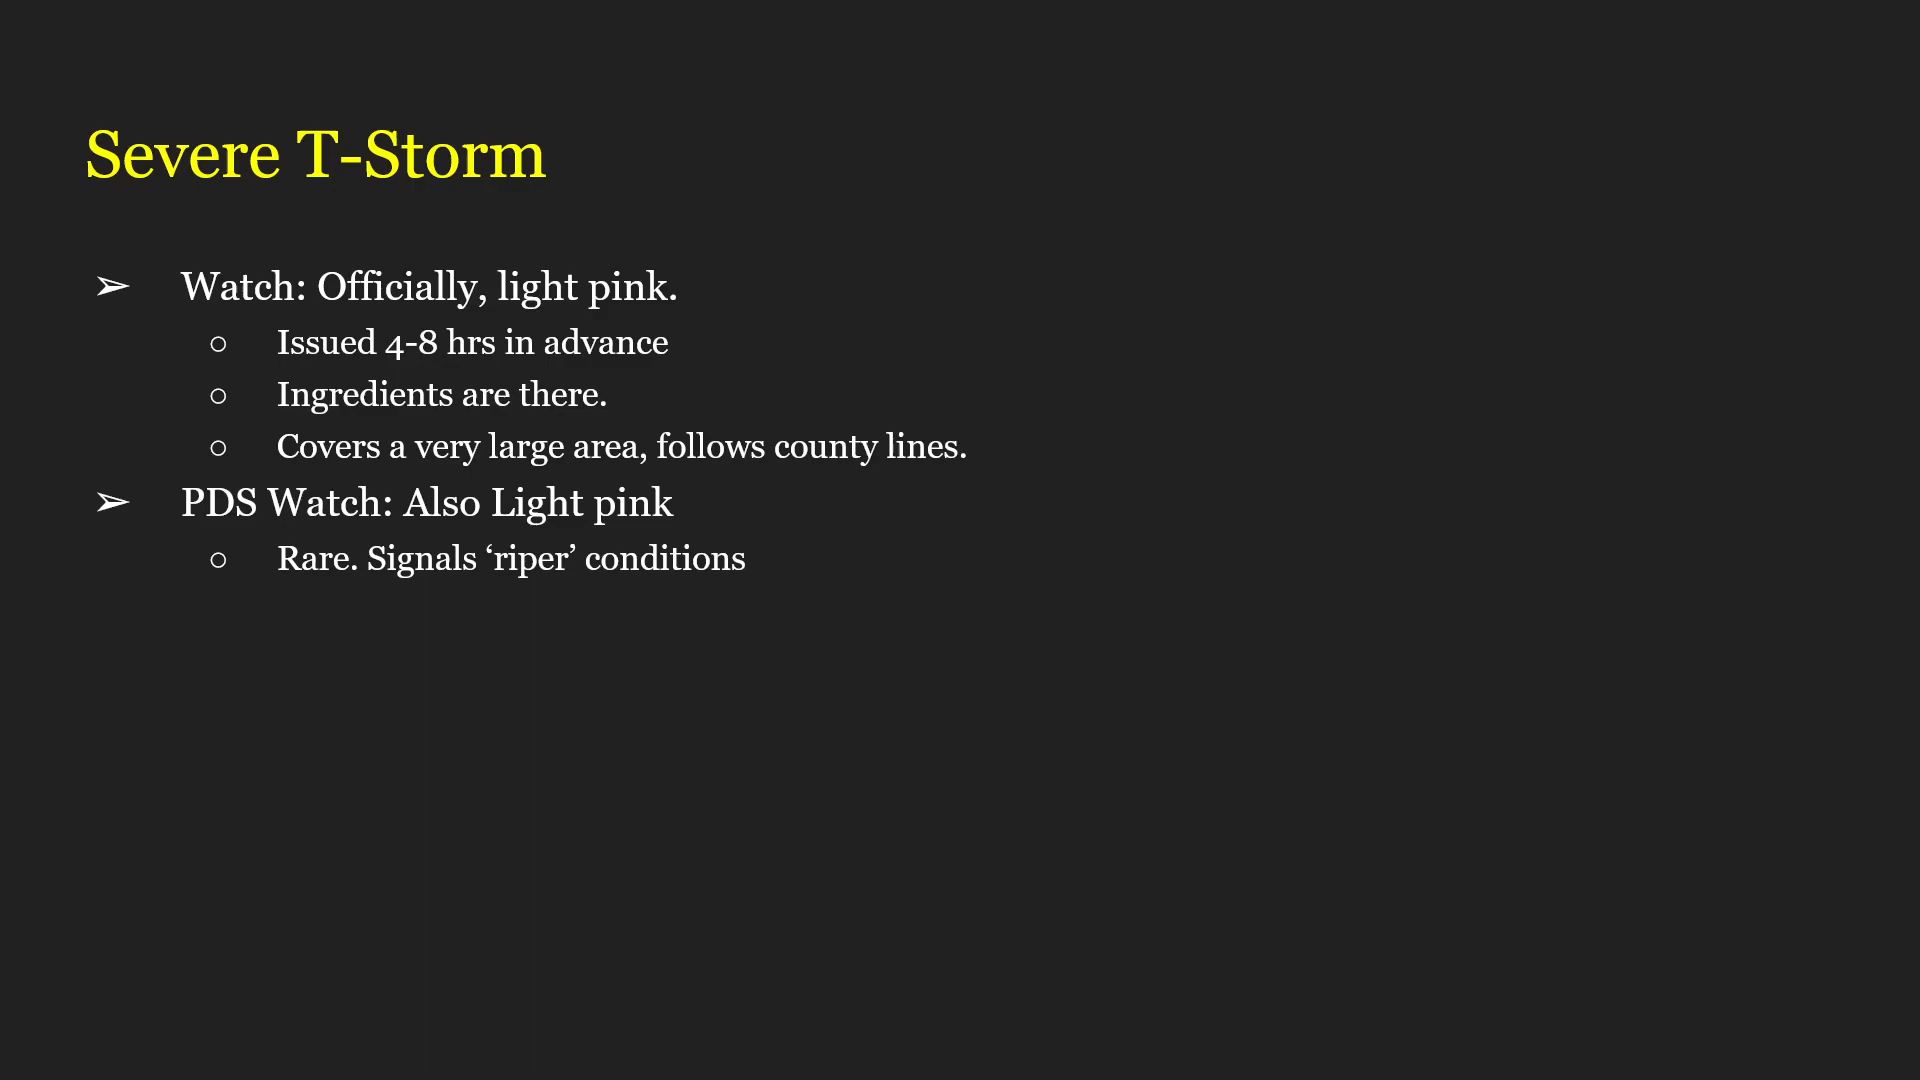 Severe T-Storm
➢ Watch: Officially, light pink.
○ Issued 4-8 hrs in advance
○ Ingredients are there.
○ Covers a very large area, follows county lines.
➢ PDS Watch: Also Light pink
○ Rare. Signals ‘riper’ conditions